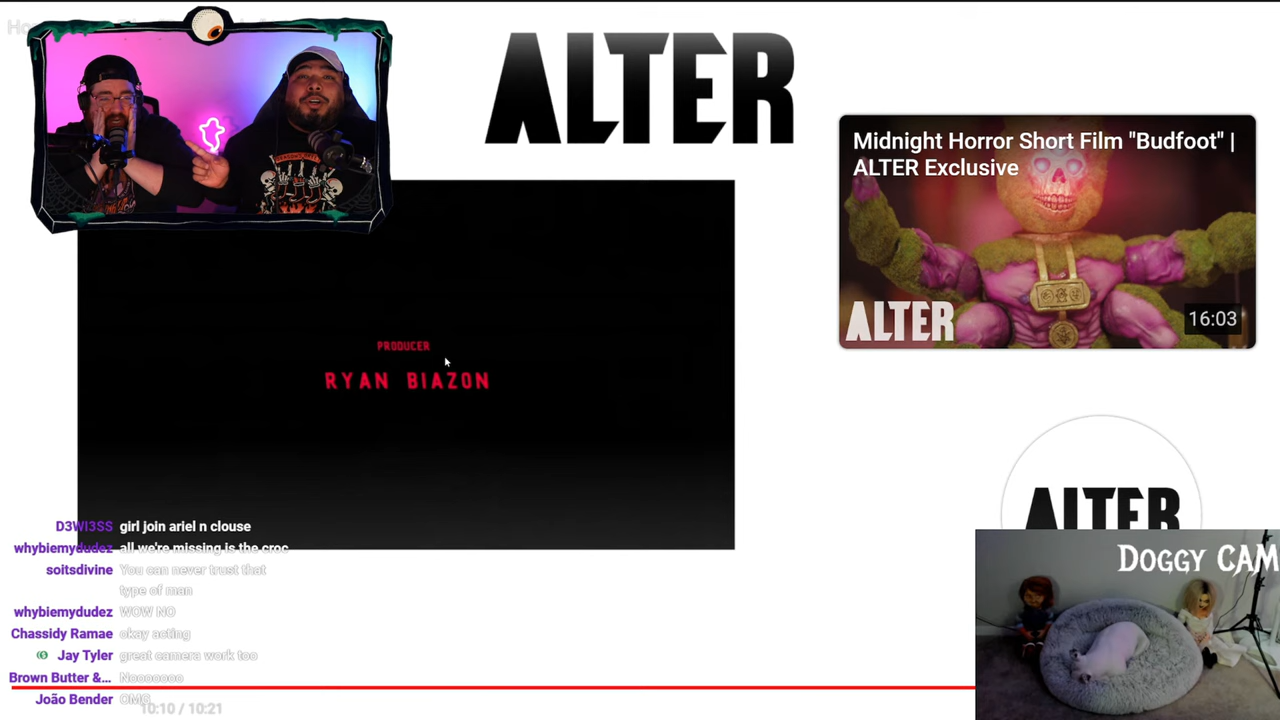 ALTER
Midnight Horror Short Film "Budfoot" |
ALTER Exclusive
ALTER
16:03
PRODUCER
RYAN BIAZON
ALTER
D3WI3SS girl join ariel n clouse
whybiemydudez all we're missing is the croc
soitsdivine You can never trust that
type of man
whybiemydudez WOW NO
Chassidy Ramae okay acting
Jay Tyler great camera work too
Brown Butter &... Nooooooo
João Bender OMG
10:10 / 10:21
DOGGY CAM